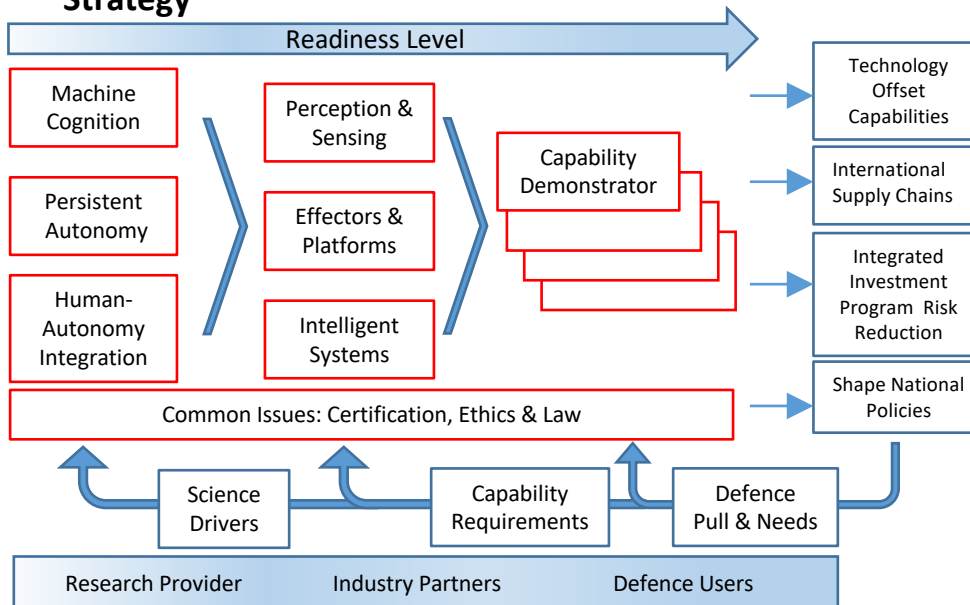 Strategy
Readiness Level
Machine
Cognition
Persistent
Autonomy
Human-
Autonomy
Integration
Perception &
Sensing
Effectors &
Platforms
Intelligent
Systems
Capability
Demonstrator
Technology
Offset
Capabilities
International
Supply Chains
Integrated
Investment
Program Risk
Reduction
Shape National
Policies
Common Issues: Certification, Ethics & Law
Science
Drivers
Capability
Requirements
Defence
Pull & Needs
Research Provider
Industry Partners
Defence Users